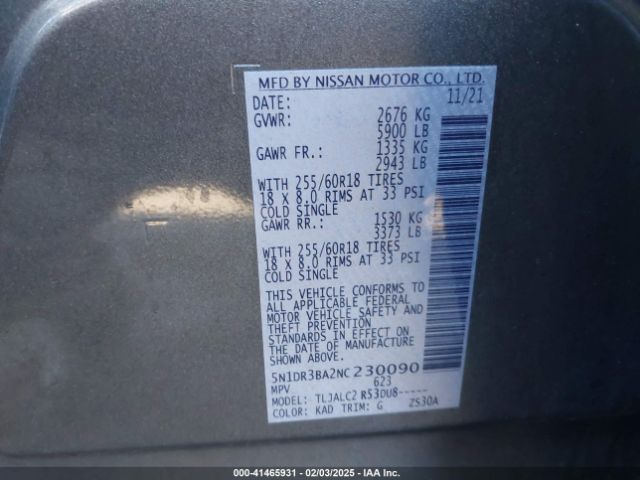 MFD BY NISSAN MOTOR CO., LTD.
DATE: 11/21
GVWR: 2676 KG
5900 LB
GAWR FR.: 1335 KG
2943 LB
WITH 255/60R18 TIRES
18 X 8.0 RIMS AT 33 PSI
COLD SINGLE
GAWR RR.: 1530 KG
3373 LB
WITH 255/60R18 TIRES
18 X 8.0 RIMS AT 33 PSI
COLD SINGLE
THIS VEHICLE CONFORMS TO
ALL APPLICABLE FEDERAL
MOTOR VEHICLE SAFETY AND
THEFT PREVENTION
STANDARDS IN EFFECT ON
THE DATE OF MANUFACTURE
SHOWN ABOVE.
5N1DR3BA2NC230090
MPV 623
MODEL: TLJALC2 R53DU8-----
COLOR: KAD TRIM: G ZS30A
000-41465931 - 02/03/2025 - IAA Inc.